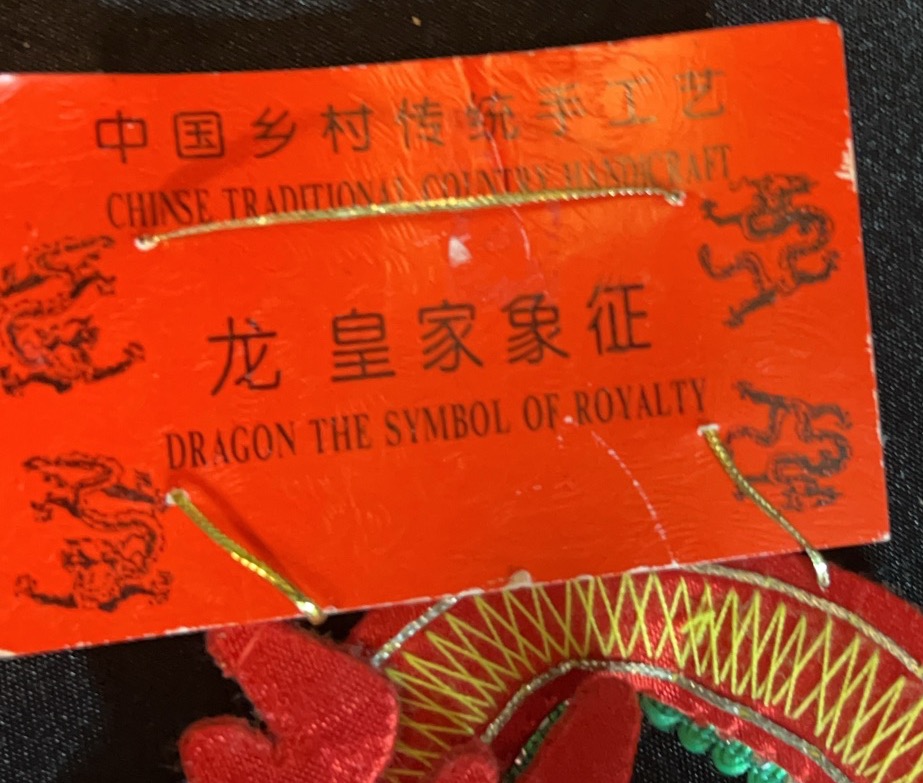 中国乡村传统手工艺
CHINSE TRADITIONAL COUNTRY HANDICRAFT
龙 皇家象征
DRAGON THE SYMBOL OF ROYALTY